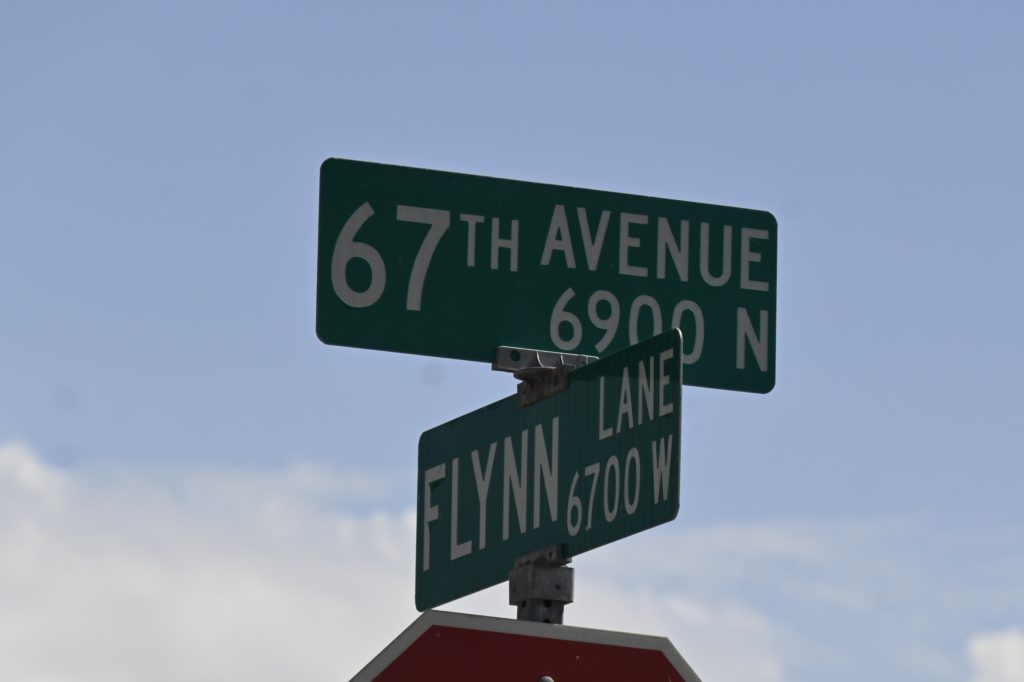 67TH AVENUE
6900 N
FLYNN LANE
6700 W